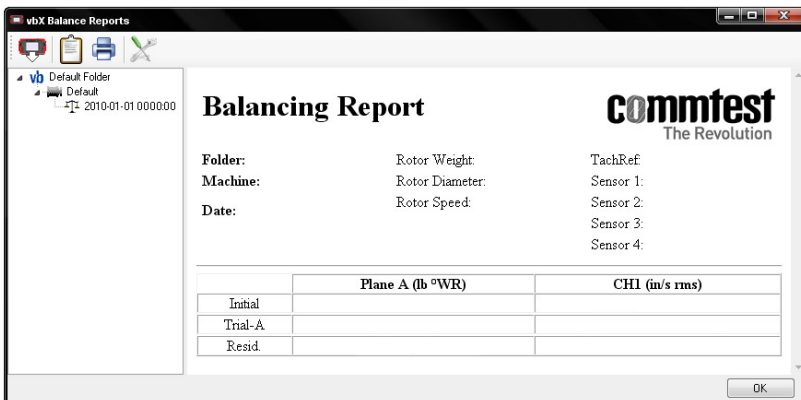 vbX Balance Reports
vb Default Folder
Default
2010-01-01 0000:00
Balancing Report
commtest
The Revolution
Folder:
Rotor Weight:
TachRef:
Machine:
Rotor Diameter:
Sensor 1:
Date:
Rotor Speed:
Sensor 2:
Sensor 3:
Sensor 4:
Plane A (lb °WR)
CH1 (in/s rms)
Initial
Trial-A
Resid.
OK